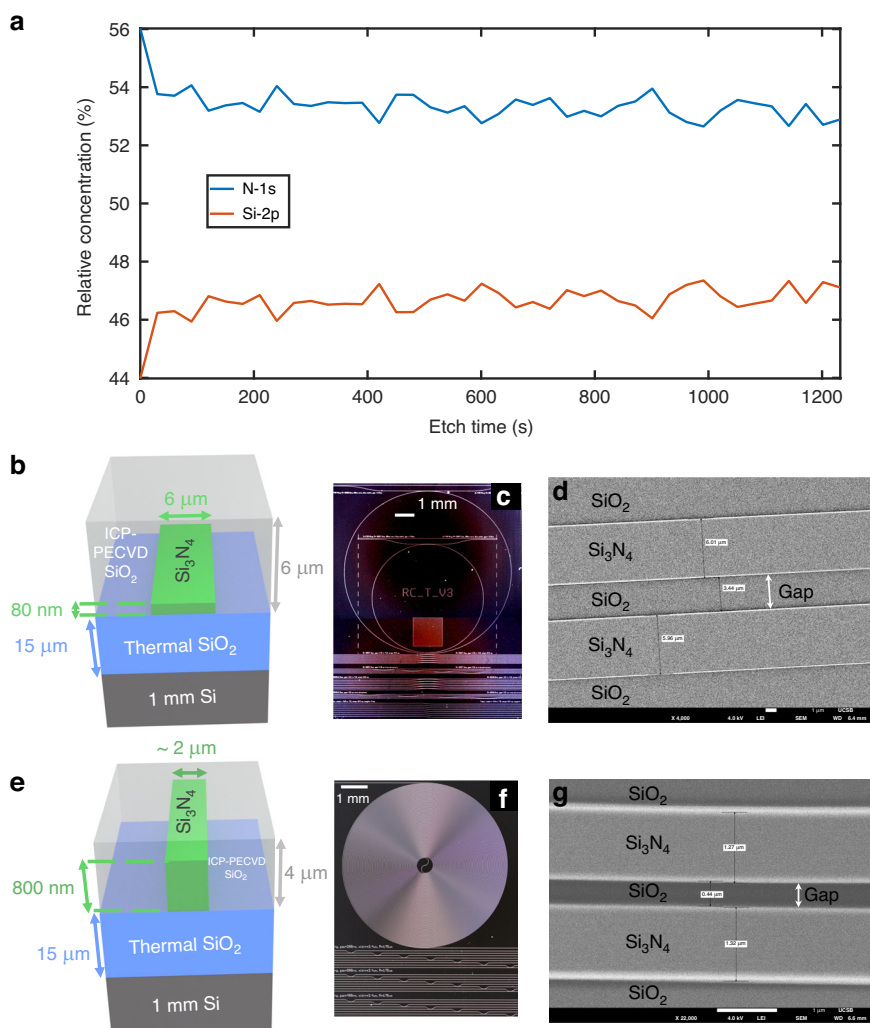 a
56
54
52
50
48
46
44
Relative concentration (%)
N-1s
Si-2p
0
200
400
600
800
1000
1200
Etch time (s)
b
6 μm
ICP-
PECVD
SiO2
Si3N4
6 μm
80 nm
15 μm
Thermal SiO2
1 mm Si
c
1 mm
RC_T_V3
d
SiO2
Si3N4
6.01 μm
SiO2
3.44 μm
Gap
Si3N4
5.96 μm
SiO2
1 μm UCSB
X 4,000 4.0 kV LEI SEM WD 6.4 mm
e
~ 2 μm
Si3N4
ICP-PECVD
SiO2
4 μm
800 nm
15 μm
Thermal SiO2
1 mm Si
f
1 mm
g
SiO2
Si3N4
1.27 μm
SiO2
0.44 μm
Gap
Si3N4
1.32 μm
SiO2
1 μm UCSB
X 22,000 4.0 kV LEI SEM WD 6.6 mm